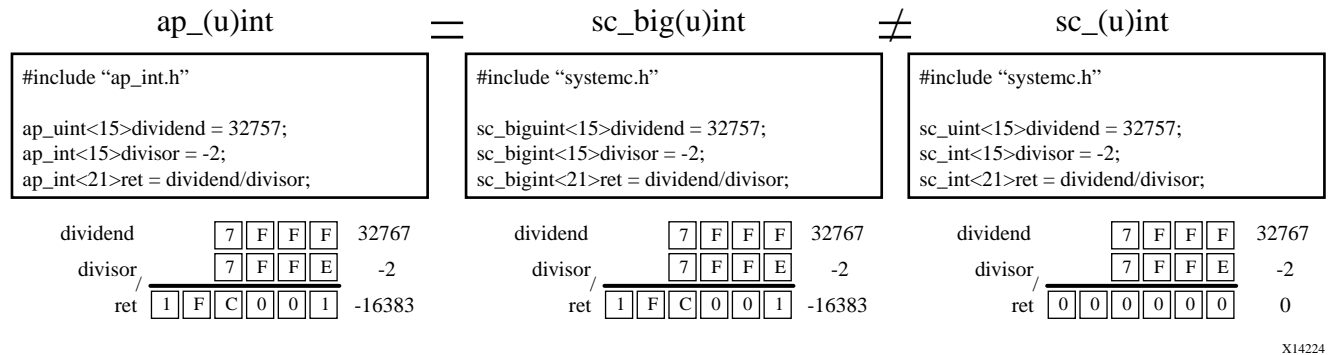 ap_(u)int = sc_big(u)int ≠ sc_(u)int
#include “ap_int.h”
ap_uint<15>dividend = 32757;
ap_int<15>divisor = -2;
ap_int<21>ret = dividend/divisor;
#include “systemc.h”
sc_biguint<15>dividend = 32757;
sc_bigint<15>divisor = -2;
sc_bigint<21>ret = dividend/divisor;
#include “systemc.h”
sc_uint<15>dividend = 32757;
sc_int<15>divisor = -2;
sc_int<21>ret = dividend/divisor;
dividend 7 F F F 32767
divisor / 7 F F E -2
ret 1 F C 0 0 1 -16383
dividend 7 F F F 32767
divisor / 7 F F E -2
ret 1 F C 0 0 1 -16383
dividend 7 F F F 32767
divisor / 7 F F E -2
ret 0 0 0 0 0 0 0
X14224